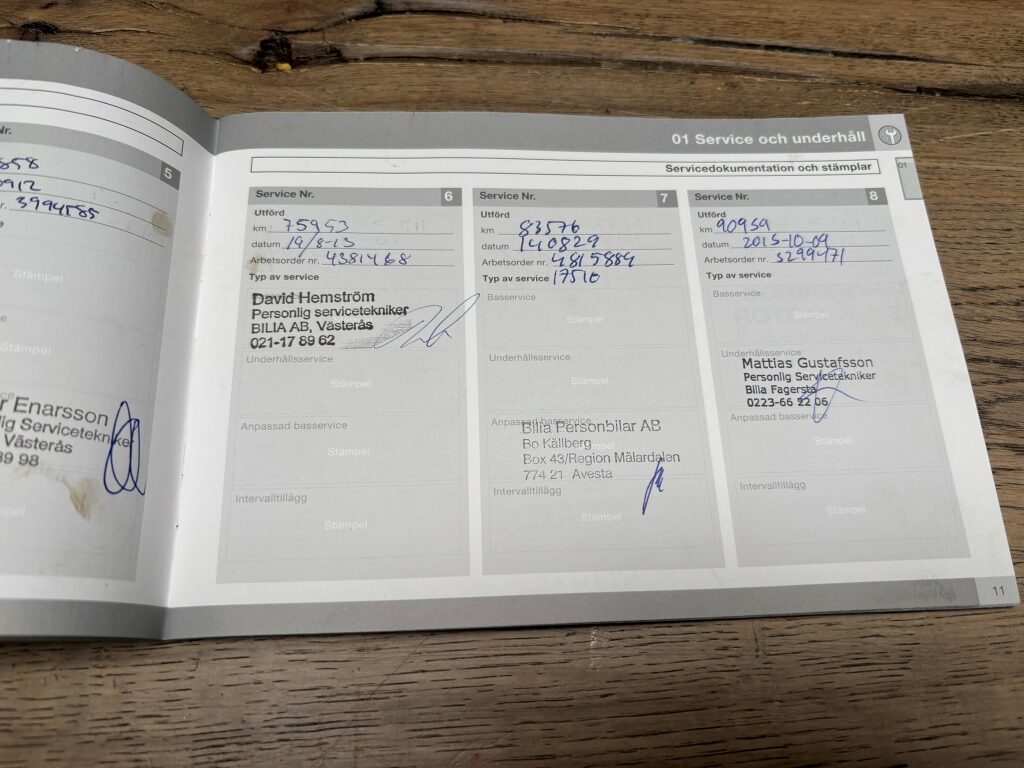 Nr.
5
858
0912
r. 3994585
Stämpel
Stämpel
r Enarsson
lig Servicetekniker
Västerås
89 98
01 Service och underhåll
01
Servicedokumentation och stämplar
Service Nr. 6
Utförd
km 75953
datum 19/8-13
Arbetsorder nr. 4381468
Typ av service
David Hemström
Personlig servicetekniker
BILIA AB, Västerås
021-17 89 62
Underhållsservice
Stämpel
Anpassad basservice
Stämpel
Intervalltillägg
Stämpel
Service Nr. 7
Utförd
km 83576
datum 140829
Arbetsorder nr. 4815884
Typ av service 17510
Basservice
Stämpel
Underhållsservice
Stämpel
Anpassad basservice
Bilia Personbilar AB
Bo Källberg
Box 43/Region Mälardalen
774 21 Avesta
Intervalltillägg
Stämpel
Service Nr. 8
Utförd
km 90959
datum 2015-10-09
Arbetsorder nr. 3299471
Typ av service
Basservice
Stämpel
Underhållsservice
Mattias Gustafsson
Personlig Servicetekniker
Bilia Fagersta
0223-66 22 06
Anpassad basservice
Stämpel
Intervalltillägg
Stämpel
11